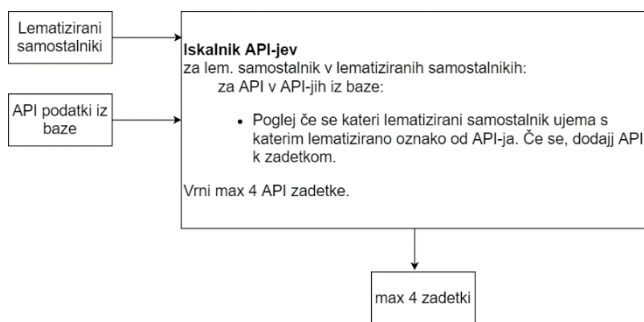 Lematizirani
samostalniki
API podatki iz
baze
Iskalnik API-jev
za lem. samostalnik v lematiziranih samostalnikih:
za API v API-jih iz baze:
• Poglej če se kateri lematizirani samostalnik ujema s
katerim lematizirano oznako od API-ja. Če se, dodajj API
k zadetkom.
Vrni max 4 API zadetke.
max 4 zadetki